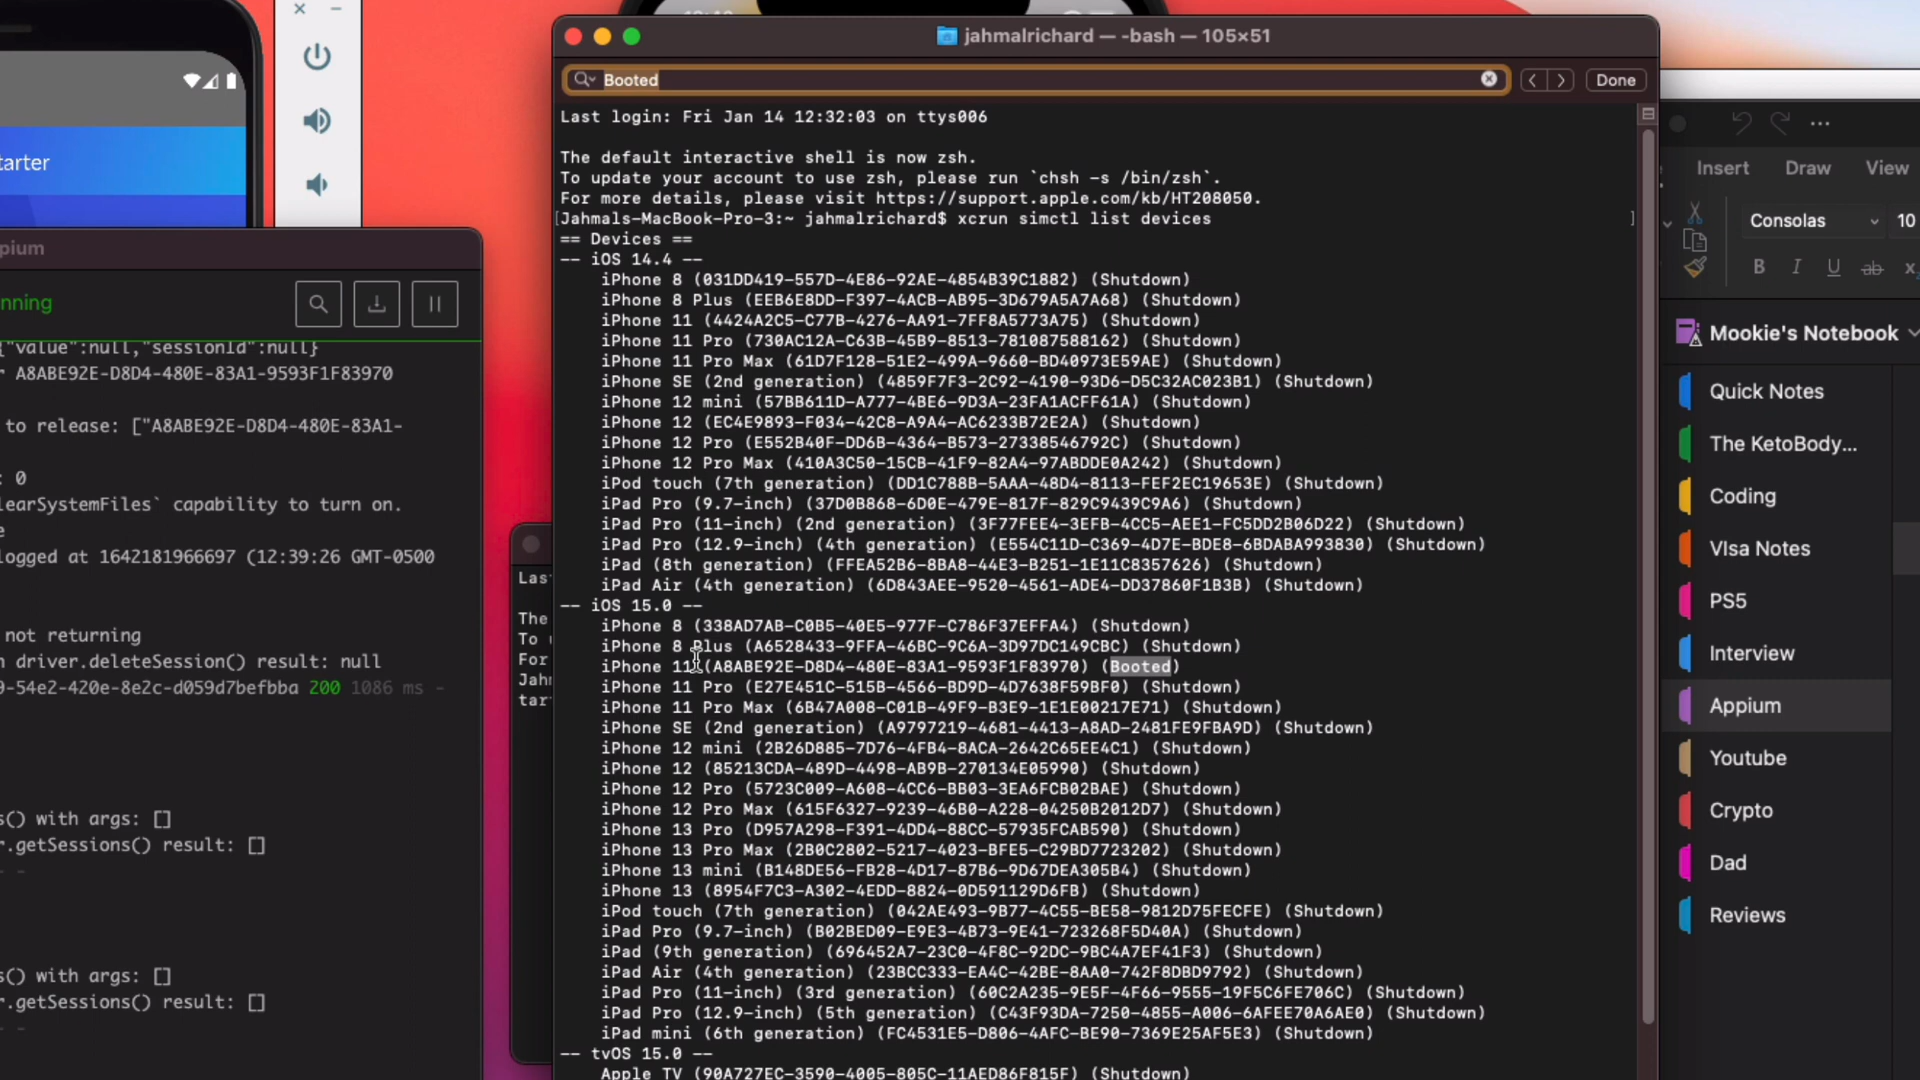 jahmalrichard — -bash — 105×51
Booted
Done
Last login: Fri Jan 14 12:32:03 on ttys006
The default interactive shell is now zsh.
To update your account to use zsh, please run `chsh -s /bin/zsh`.
For more details, please visit https://support.apple.com/kb/HT208050.
[Jahmals-MacBook-Pro-3:~ jahmalrichard$ xcrun simctl list devices ]
== Devices ==
-- iOS 14.4 --
iPhone 8 (031DD419-557D-4E86-92AE-4854B39C1882) (Shutdown)
iPhone 8 Plus (EEB6E8DD-F397-4ACB-AB95-3D679A5A7A68) (Shutdown)
iPhone 11 (4424A2C5-C77B-4276-AA91-7FF8A5773A75) (Shutdown)
iPhone 11 Pro (730AC12A-C63B-45B9-8513-781087588162) (Shutdown)
iPhone 11 Pro Max (61D7F128-51E2-499A-9660-BD40973E59AE) (Shutdown)
iPhone SE (2nd generation) (4859F7F3-2C92-4190-93D6-D5C32AC023B1) (Shutdown)
iPhone 12 mini (57BB611D-A777-4BE6-9D3A-23FA1ACFF61A) (Shutdown)
iPhone 12 (EC4E9893-F034-42C8-A9A4-AC6233B72E2A) (Shutdown)
iPhone 12 Pro (E552B40F-DD6B-4364-B573-27338546792C) (Shutdown)
iPhone 12 Pro Max (410A3C50-15CB-41F9-82A4-97ABDDE0A242) (Shutdown)
iPod touch (7th generation) (DD1C788B-5AAA-48D4-8113-FEF2EC19653E) (Shutdown)
iPad Pro (9.7-inch) (37D0B868-6D0E-479E-817F-829C9439C9A6) (Shutdown)
iPad Pro (11-inch) (2nd generation) (3F77FEE4-3EFB-4CC5-AEE1-FC5DD2B06D22) (Shutdown)
iPad Pro (12.9-inch) (4th generation) (E554C11D-C369-4D7E-BDE8-6BDABA993830) (Shutdown)
iPad (8th generation) (FFEA52B6-8BA8-44E3-B251-1E11C8357626) (Shutdown)
iPad Air (4th generation) (6D843AEE-9520-4561-ADE4-DD37860F1B3B) (Shutdown)
-- iOS 15.0 --
iPhone 8 (338AD7AB-C0B5-40E5-977F-C786F37EFFA4) (Shutdown)
iPhone 8 Plus (A6528433-9FFA-46BC-9C6A-3D97DC149CBC) (Shutdown)
iPhone 11 (A8ABE92E-D8D4-480E-83A1-9593F1F83970) (Booted)
iPhone 11 Pro (E27E451C-515B-4566-BD9D-4D7638F59BF0) (Shutdown)
iPhone 11 Pro Max (6B47A008-C01B-49F9-B3E9-1E1E00217E71) (Shutdown)
iPhone SE (2nd generation) (A9797219-4681-4413-A8AD-2481FE9FBA9D) (Shutdown)
iPhone 12 mini (2B26D885-7D76-4FB4-8ACA-2642C65EE4C1) (Shutdown)
iPhone 12 (85213CDA-489D-4498-AB9B-270134E05990) (Shutdown)
iPhone 12 Pro (5723C009-A608-4CC6-BB03-3EA6FCB02BAE) (Shutdown)
iPhone 12 Pro Max (615F6327-9239-46B0-A228-04250B2012D7) (Shutdown)
iPhone 13 Pro (D957A298-F391-4DD4-88CC-57935FCAB590) (Shutdown)
iPhone 13 Pro Max (2B0C2802-5217-4023-BFE5-C29BD7723202) (Shutdown)
iPhone 13 mini (B148DE56-FB28-4D17-87B6-9D67DEA305B4) (Shutdown)
iPhone 13 (8954F7C3-A302-4EDD-8824-0D591129D6FB) (Shutdown)
iPod touch (7th generation) (042AE493-9B77-4C55-BE58-9812D75FECFE) (Shutdown)
iPad Pro (9.7-inch) (B02BED09-E9E3-4B73-9E41-723268F5D40A) (Shutdown)
iPad (9th generation) (696452A7-23C0-4F8C-92DC-9BC4A7EF41F3) (Shutdown)
iPad Air (4th generation) (23BCC333-EA4C-42BE-8AA0-742F8DBD9792) (Shutdown)
iPad Pro (11-inch) (3rd generation) (60C2A235-9E5F-4F66-9555-19F5C6FE706C) (Shutdown)
iPad Pro (12.9-inch) (5th generation) (C43F93DA-7250-4855-A006-6AFEE70A6AE0) (Shutdown)
iPad mini (6th generation) (FC4531E5-D806-4AFC-BE90-7369E25AF5E3) (Shutdown)
-- tvOS 15.0 --
Apple TV (90A727EC-3590-4005-805C-11AED86F815F) (Shutdown)
tarter
pium
nning
{"value":null,"sessionId":null}
r A8ABE92E-D8D4-480E-83A1-9593F1F83970
to release: ["A8ABE92E-D8D4-480E-83A1-
: 0
learSystemFiles` capability to turn on.
e
logged at 1642181966697 (12:39:26 GMT-0500
not returning
n driver.deleteSession() result: null
9-54e2-420e-8e2c-d059d7befbba 200 1086 ms -
s() with args: []
r.getSessions() result: []
- -
s() with args: []
r.getSessions() result: []
- -
Las
The
To u
For
Jahm
tar
Insert Draw View
Consolas 10
B I U ab x
Mookie's Notebook
Quick Notes
The KetoBody...
Coding
VIsa Notes
PS5
Interview
Appium
Youtube
Crypto
Dad
Reviews